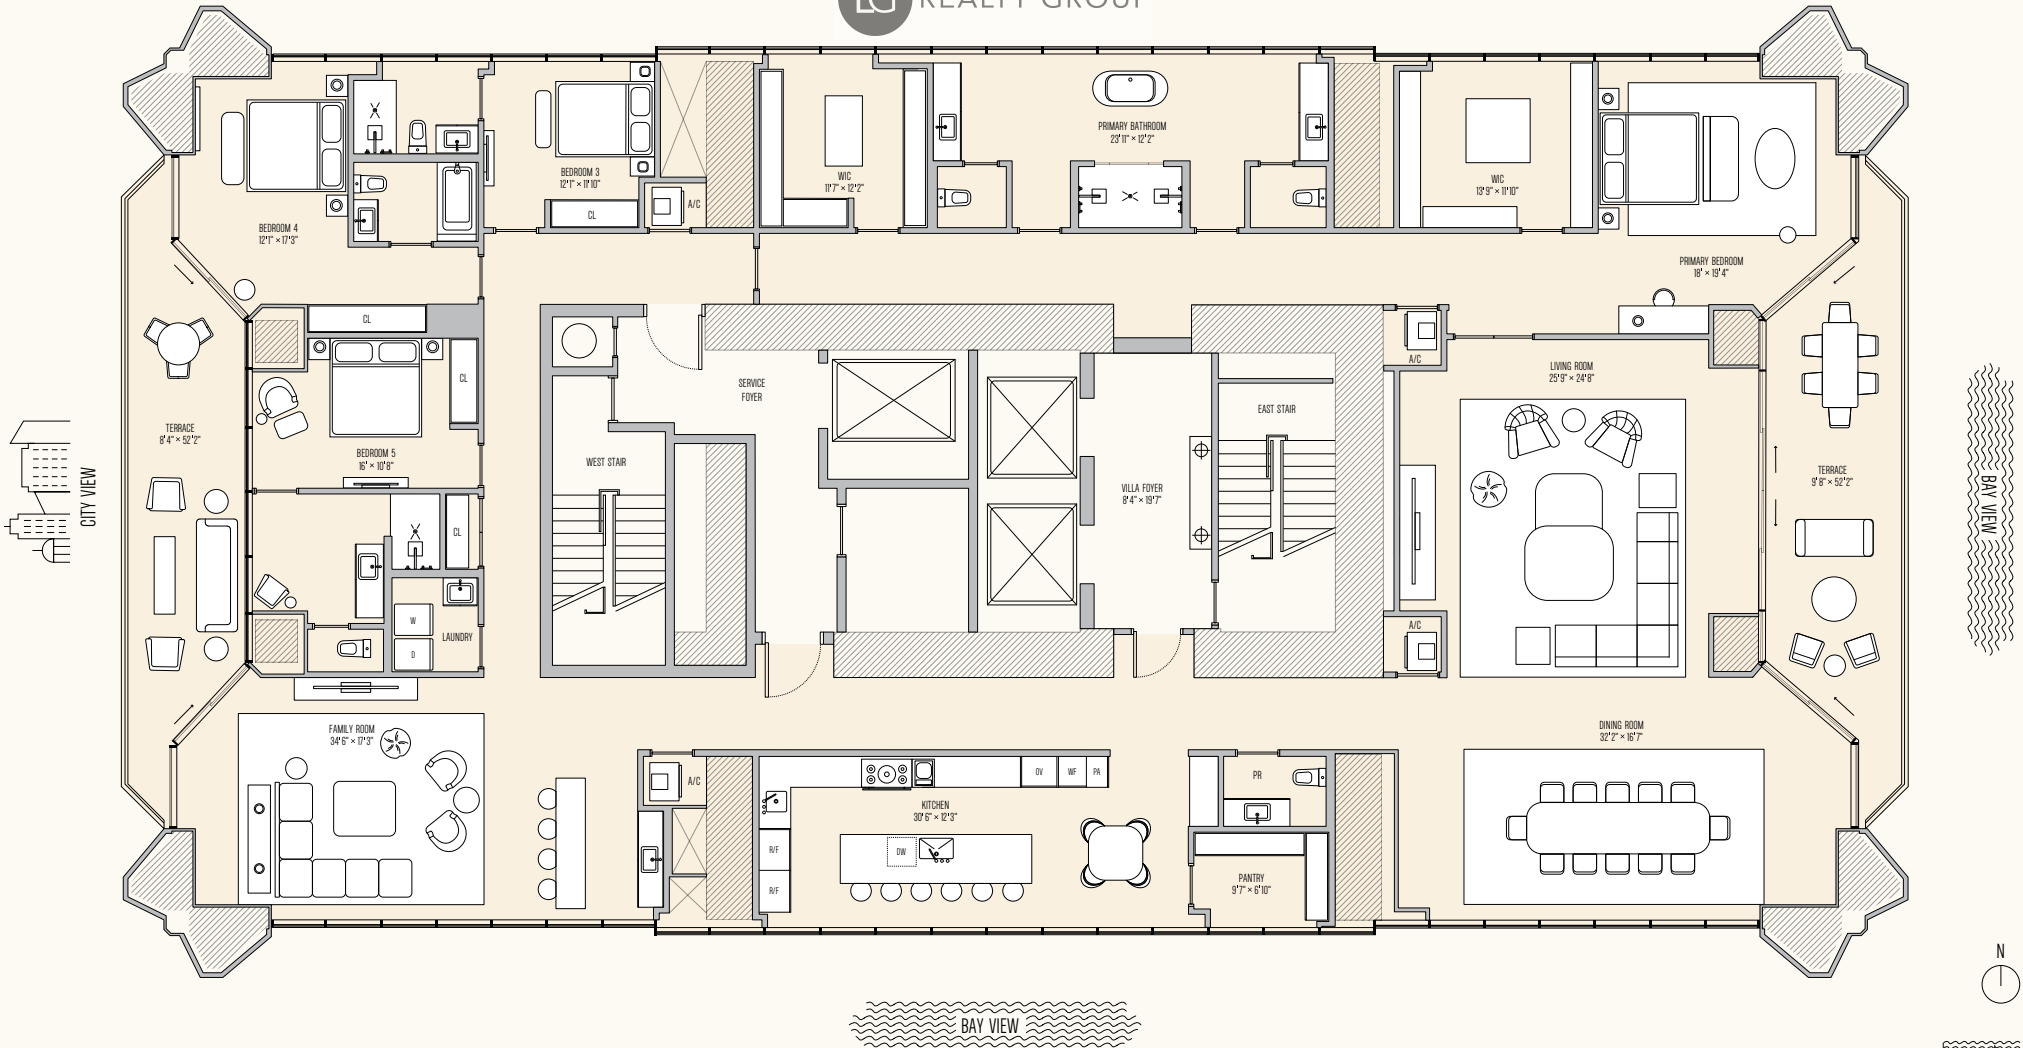 LG REALTY GROUP
PRIMARY BATHROOM
23'11" × 12'2"
BEDROOM 3
12'1" × 11'10"
WIC
11'7" × 12'2"
WIC
13'9" × 11'10"
A/C
CL
BEDROOM 4
12'1" × 17'3"
PRIMARY BEDROOM
18' × 19'4"
CL
A/C
LIVING ROOM
25'9" × 24'8"
CL
SERVICE
FOYER
EAST STAIR
TERRACE
8'4" × 52'2"
BEDROOM 5
16' × 10'8"
WEST STAIR
VILLA FOYER
8'4" × 19'7"
TERRACE
9'8" × 52'2"
CITY VIEW
BAY VIEW
CL
W
D
LAUNDRY
A/C
FAMILY ROOM
34'6" × 17'3"
DINING ROOM
32'2" × 16'7"
A/C
OV
WF
PA
PR
KITCHEN
30'6" × 12'3"
R/F
DW
R/F
PANTRY
9'7" × 6'10"
N
BAY VIEW